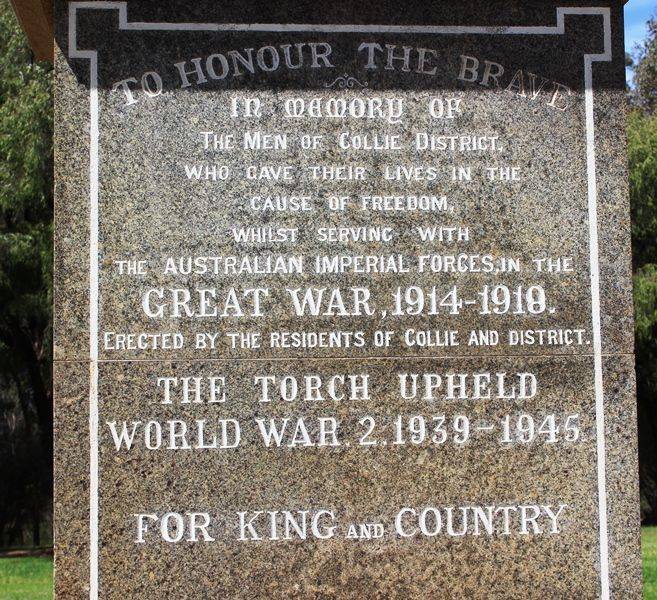 TO HONOUR THE BRAVE
IN MEMORY OF
THE MEN OF COLLIE DISTRICT,
WHO GAVE THEIR LIVES IN THE
CAUSE OF FREEDOM,
WHILST SERVING WITH
THE AUSTRALIAN IMPERIAL FORCES, IN THE
GREAT WAR, 1914-1918.
ERECTED BY THE RESIDENTS OF COLLIE AND DISTRICT.
THE TORCH UPHELD
WORLD WAR. 2. 1939-1945.
FOR KING AND COUNTRY